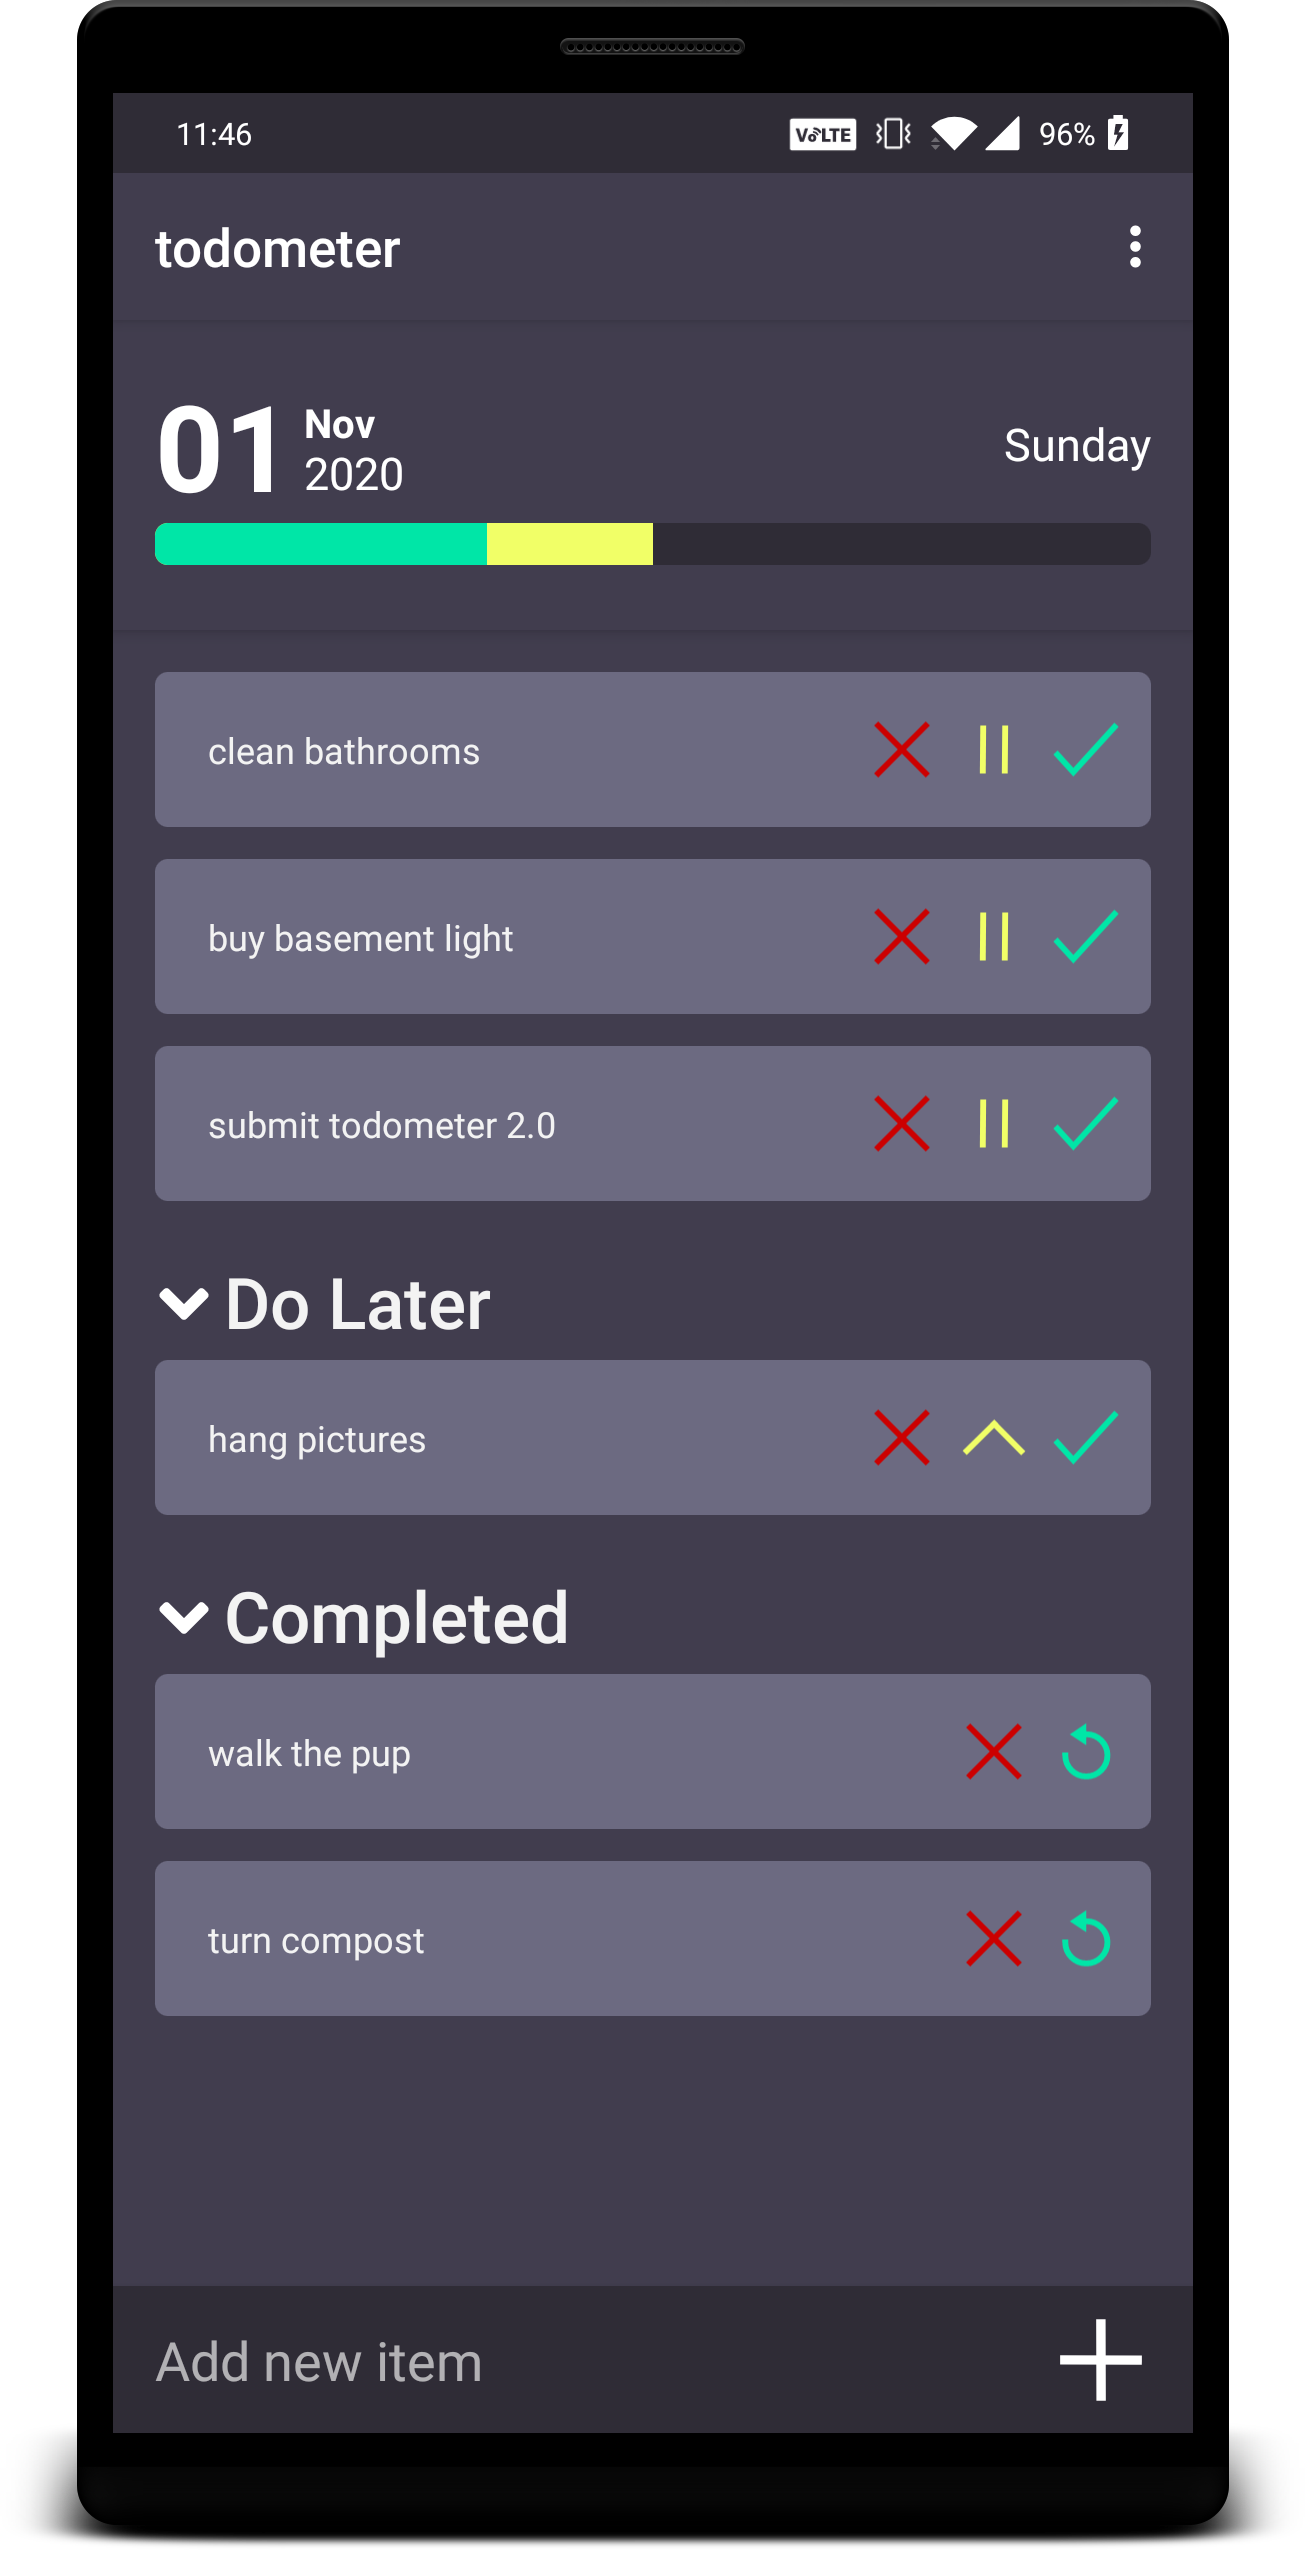 11:46 VoLTE 96%
todometer
01 Nov
2020
Sunday
clean bathrooms
buy basement light
submit todometer 2.0
Do Later
hang pictures
Completed
walk the pup
turn compost
Add new item